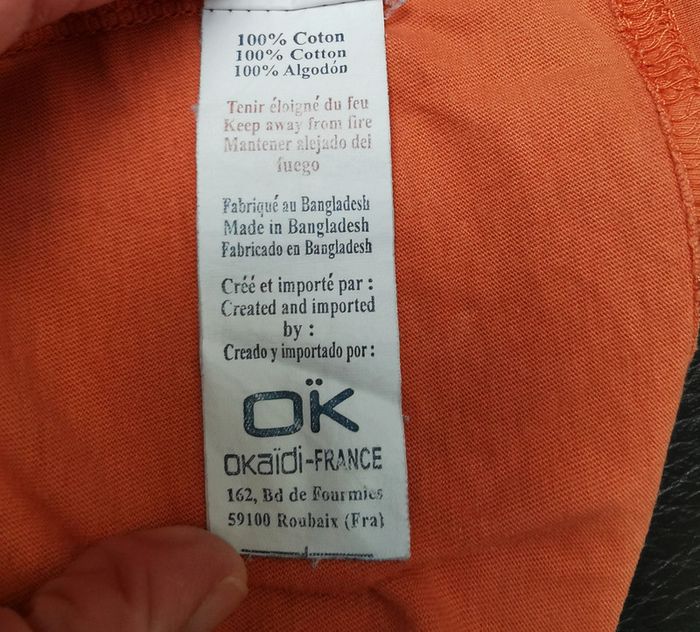 100% Coton
100% Cotton
100% Algodón
Tenir éloigné du feu
Keep away from fire
Mantener alejado del
fuego
Fabriqué au Bangladesh
Made in Bangladesh
Fabricado en Bangladesh
Créé et importé par :
Created and imported
by :
Creado y importado por :
OK
OKaïdi-FRANCE
162, Bd de Fourmies
59100 Roubaix (Fra)